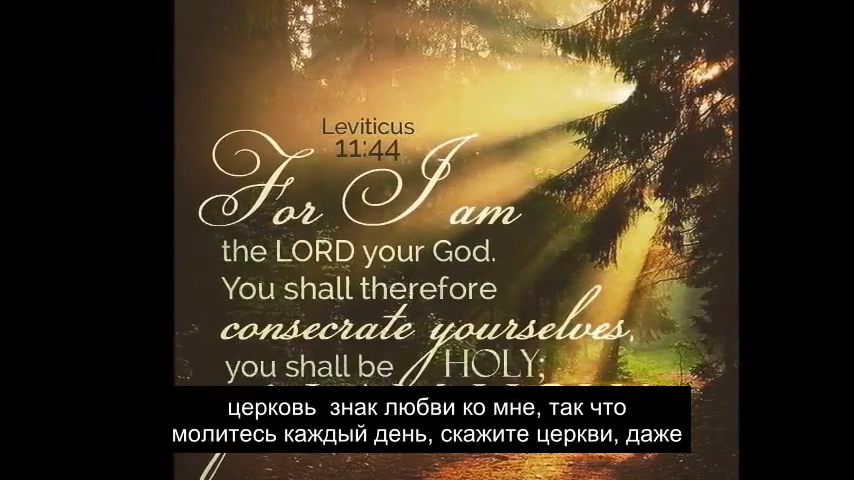 Leviticus
11:44
For I am
the LORD your God.
You shall therefore
consecrate yourselves,
you shall be HOLY;
церковь знак любви ко мне, так что
молитесь каждый день, скажите церкви, даже